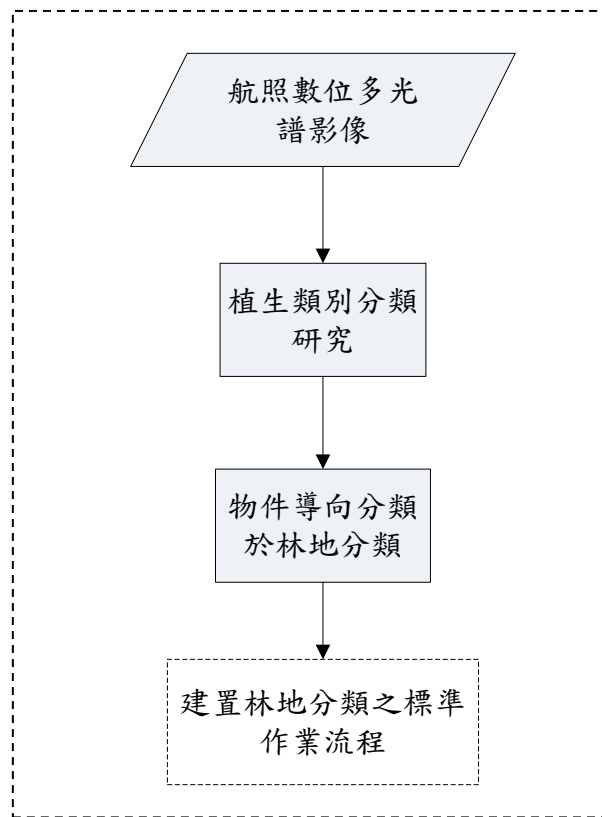 航照數位多光
譜影像
植生類別分類
研究
物件導向分類
於林地分類
建置林地分類之標準
作業流程